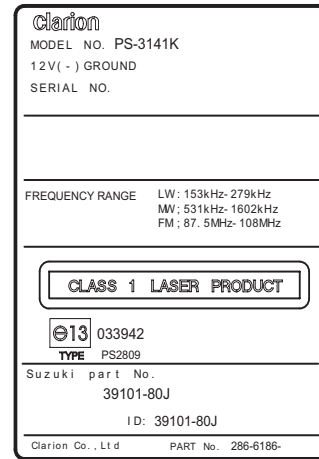 Clarion
MODEL NO. PS-3141K
12V(-) GROUND
SERIAL NO.
FREQUENCY RANGE LW: 153kHz-279kHz
MW; 531kHz-1602kHz
FM; 87.5MHz-108MHz
CLASS 1 LASER PRODUCT
e13 033942
TYPE PS2809
Suzuki part No.
39101-80J
ID: 39101-80J
Clarion Co., Ltd PART No. 286-6186-